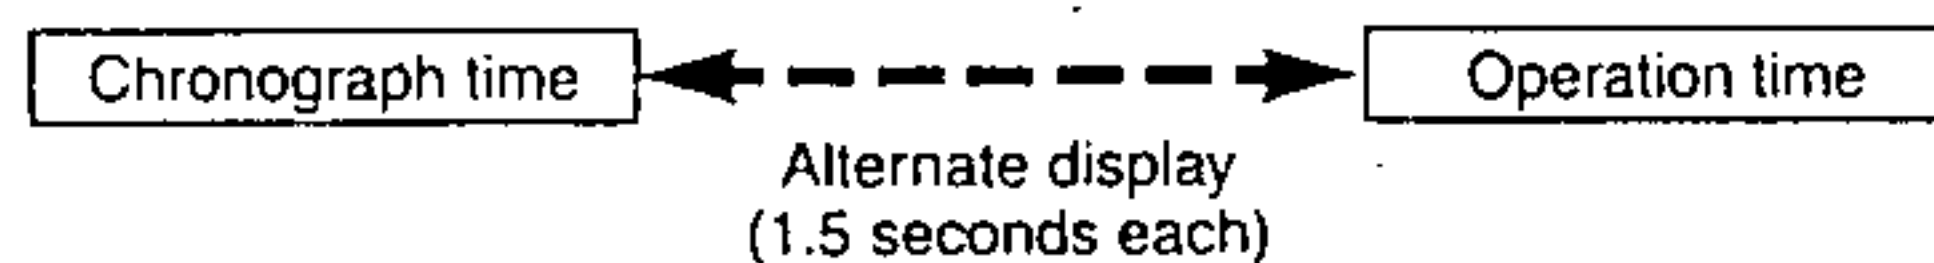 Chronograph time Operation time
Alternate display
(1.5 seconds each)